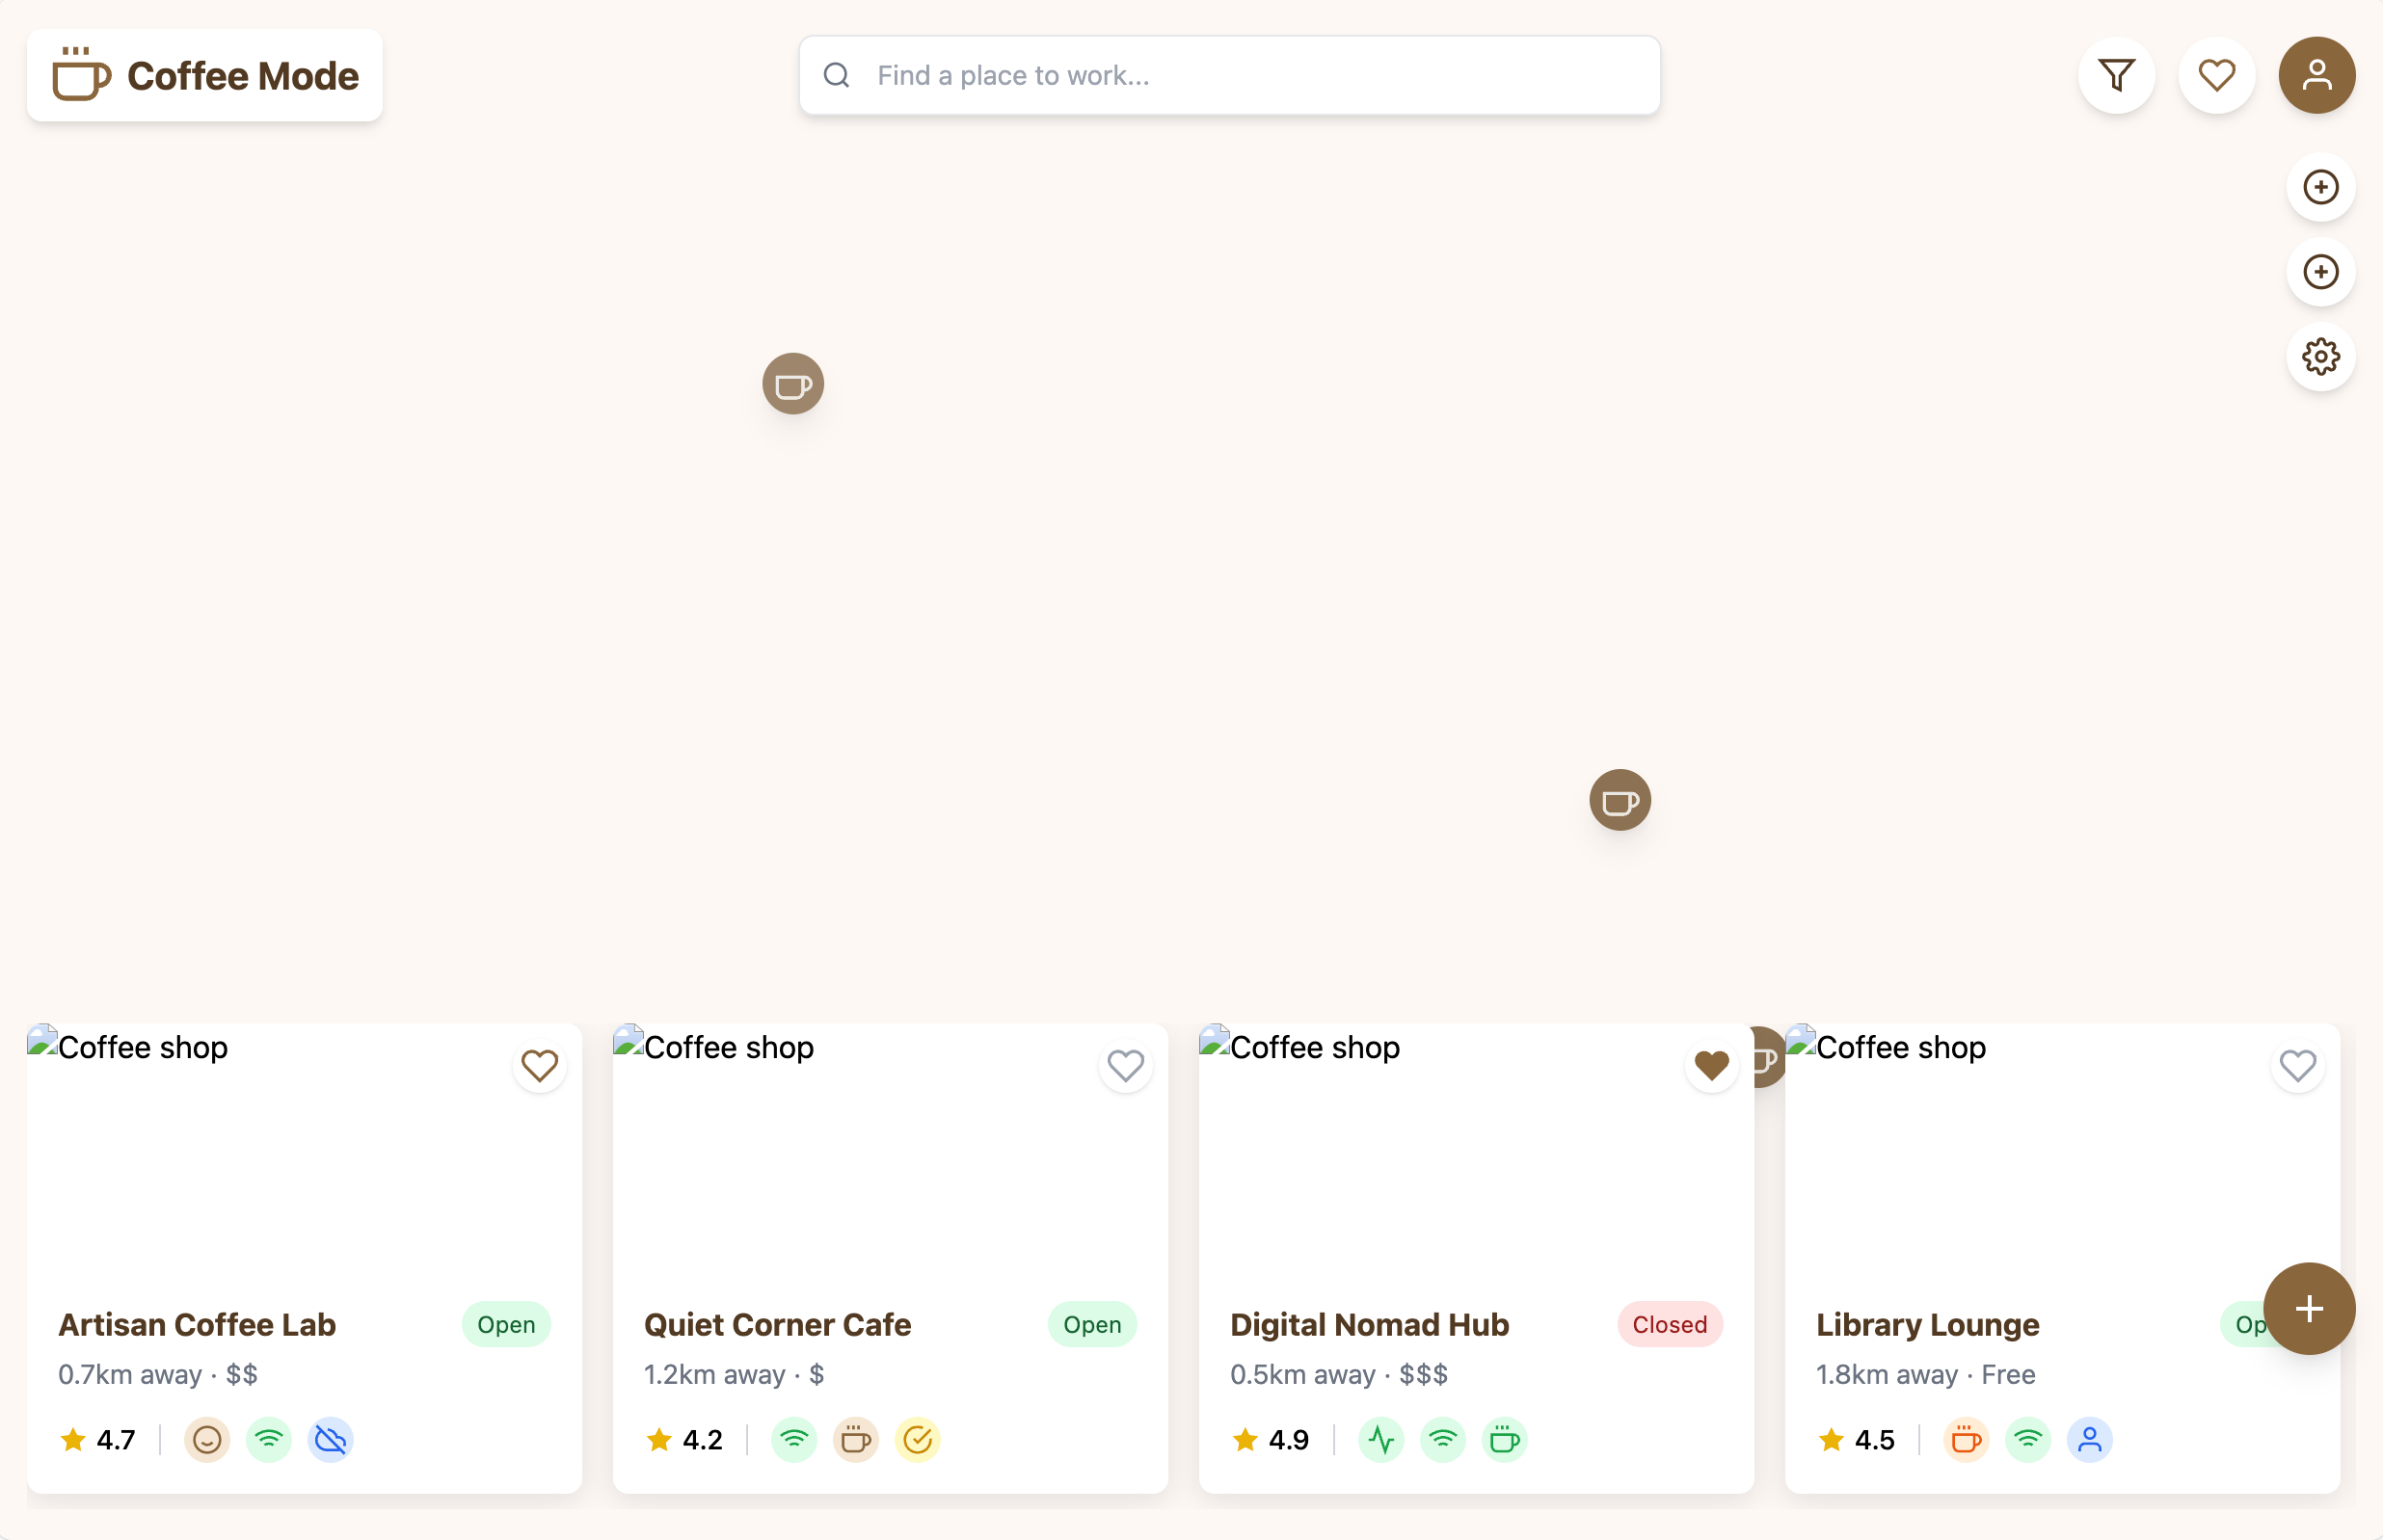 Coffee Mode
Find a place to work...
Coffee shop
Coffee shop
Coffee shop
Coffee shop
Artisan Coffee Lab
Open
0.7km away · $$
4.7
Quiet Corner Cafe
Open
1.2km away · $
4.2
Digital Nomad Hub
Closed
0.5km away · $$$
4.9
Library Lounge
Op
1.8km away · Free
4.5